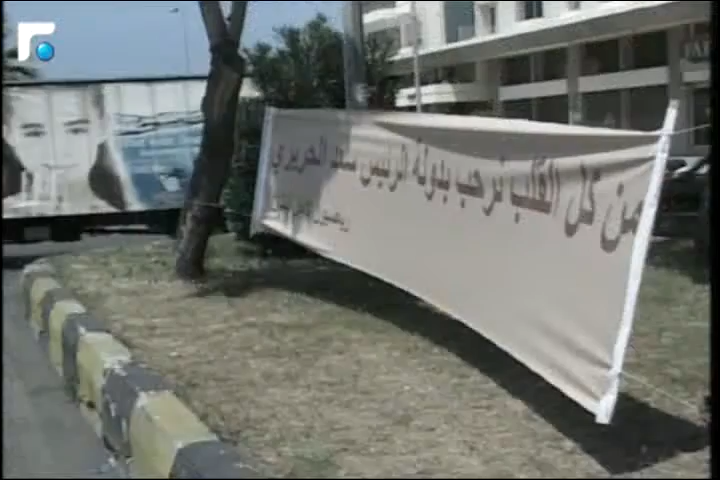 من كل القلب نرحب بدولة الرئيس سعد الحريري